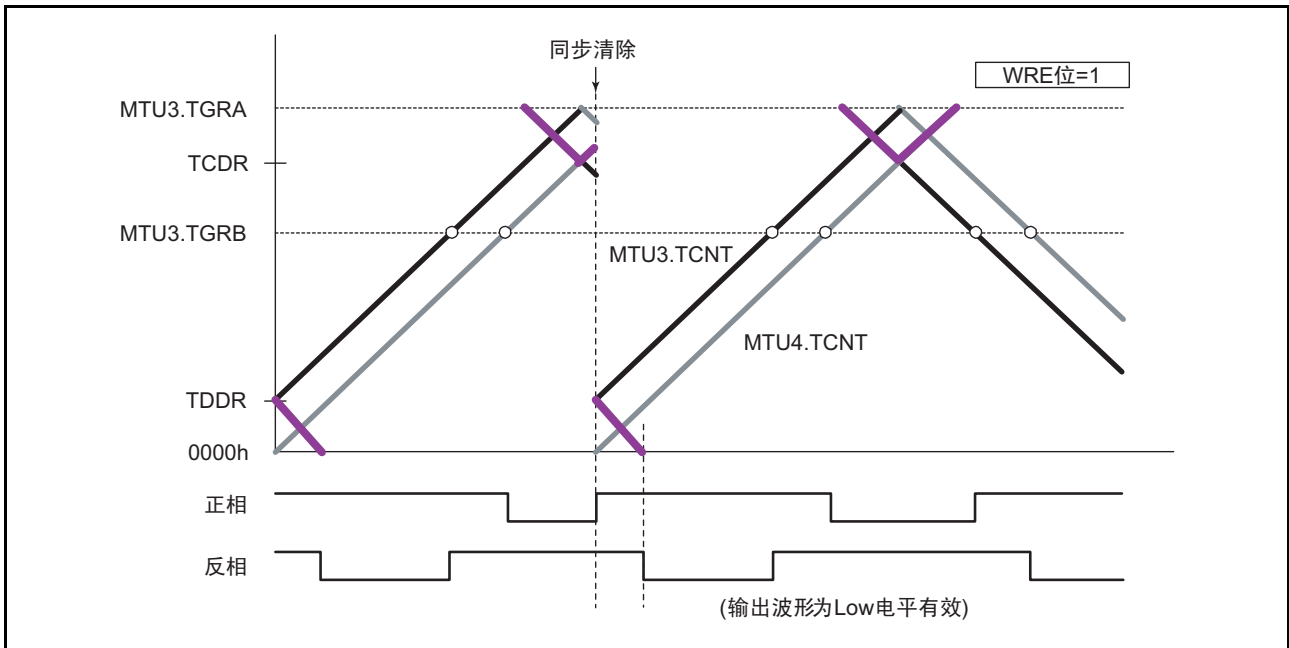 同步清除
WRE位=1
MTU3.TGRA
TCDR
MTU3.TGRB
MTU3.TCNT
MTU4.TCNT
TDDR
0000h
正相
反相
(输出波形为Low电平有效)